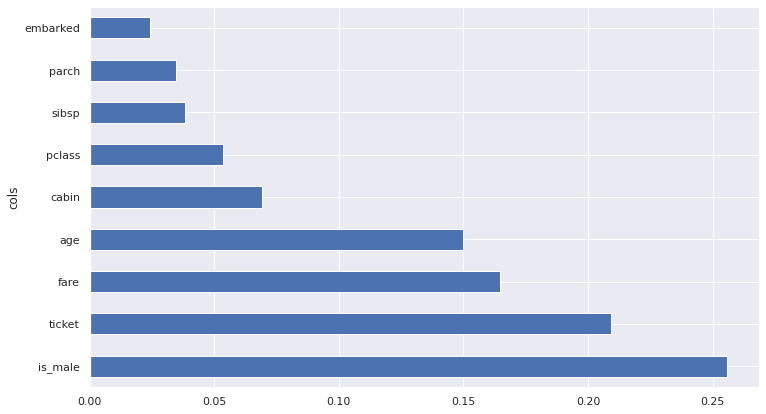 embarked
parch
sibsp
pclass
cols
cabin
age
fare
ticket
is_male
0.00 0.05 0.10 0.15 0.20 0.25